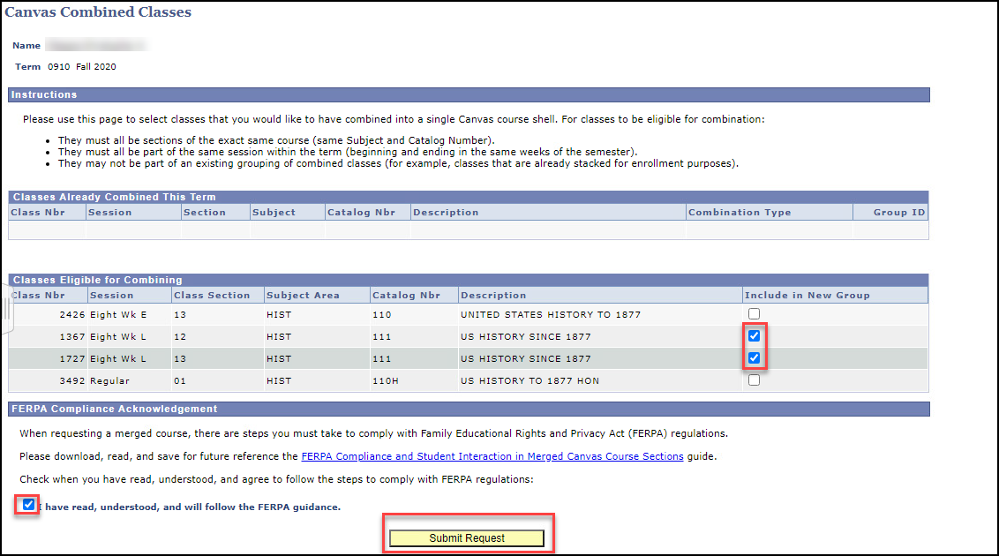 Canvas Combined Classes
Name
Term 0910 Fall 2020
Instructions
Please use this page to select classes that you would like to have combined into a single Canvas course shell. For classes to be eligible for combination:
• They must all be sections of the exact same course (same Subject and Catalog Number).
• They must all be part of the same session within the term (beginning and ending in the same weeks of the semester).
• They may not be part of an existing grouping of combined classes (for example, classes that are already stacked for enrollment purposes).
Classes Already Combined This Term
Class Nbr Session Section Subject Catalog Nbr Description Combination Type Group ID
Classes Eligible for Combining
Class Nbr Session Class Section Subject Area Catalog Nbr Description Include in New Group
2426 Eight Wk E 13 HIST 110 UNITED STATES HISTORY TO 1877
1367 Eight Wk L 12 HIST 111 US HISTORY SINCE 1877
1727 Eight Wk L 13 HIST 111 US HISTORY SINCE 1877
3492 Regular 01 HIST 110H US HISTORY TO 1877 HON
FERPA Compliance Acknowledgement
When requesting a merged course, there are steps you must take to comply with Family Educational Rights and Privacy Act (FERPA) regulations.
Please download, read, and save for future reference the FERPA Compliance and Student Interaction in Merged Canvas Course Sections guide.
Check when you have read, understood, and agree to follow the steps to comply with FERPA regulations:
I have read, understood, and will follow the FERPA guidance.
Submit Request